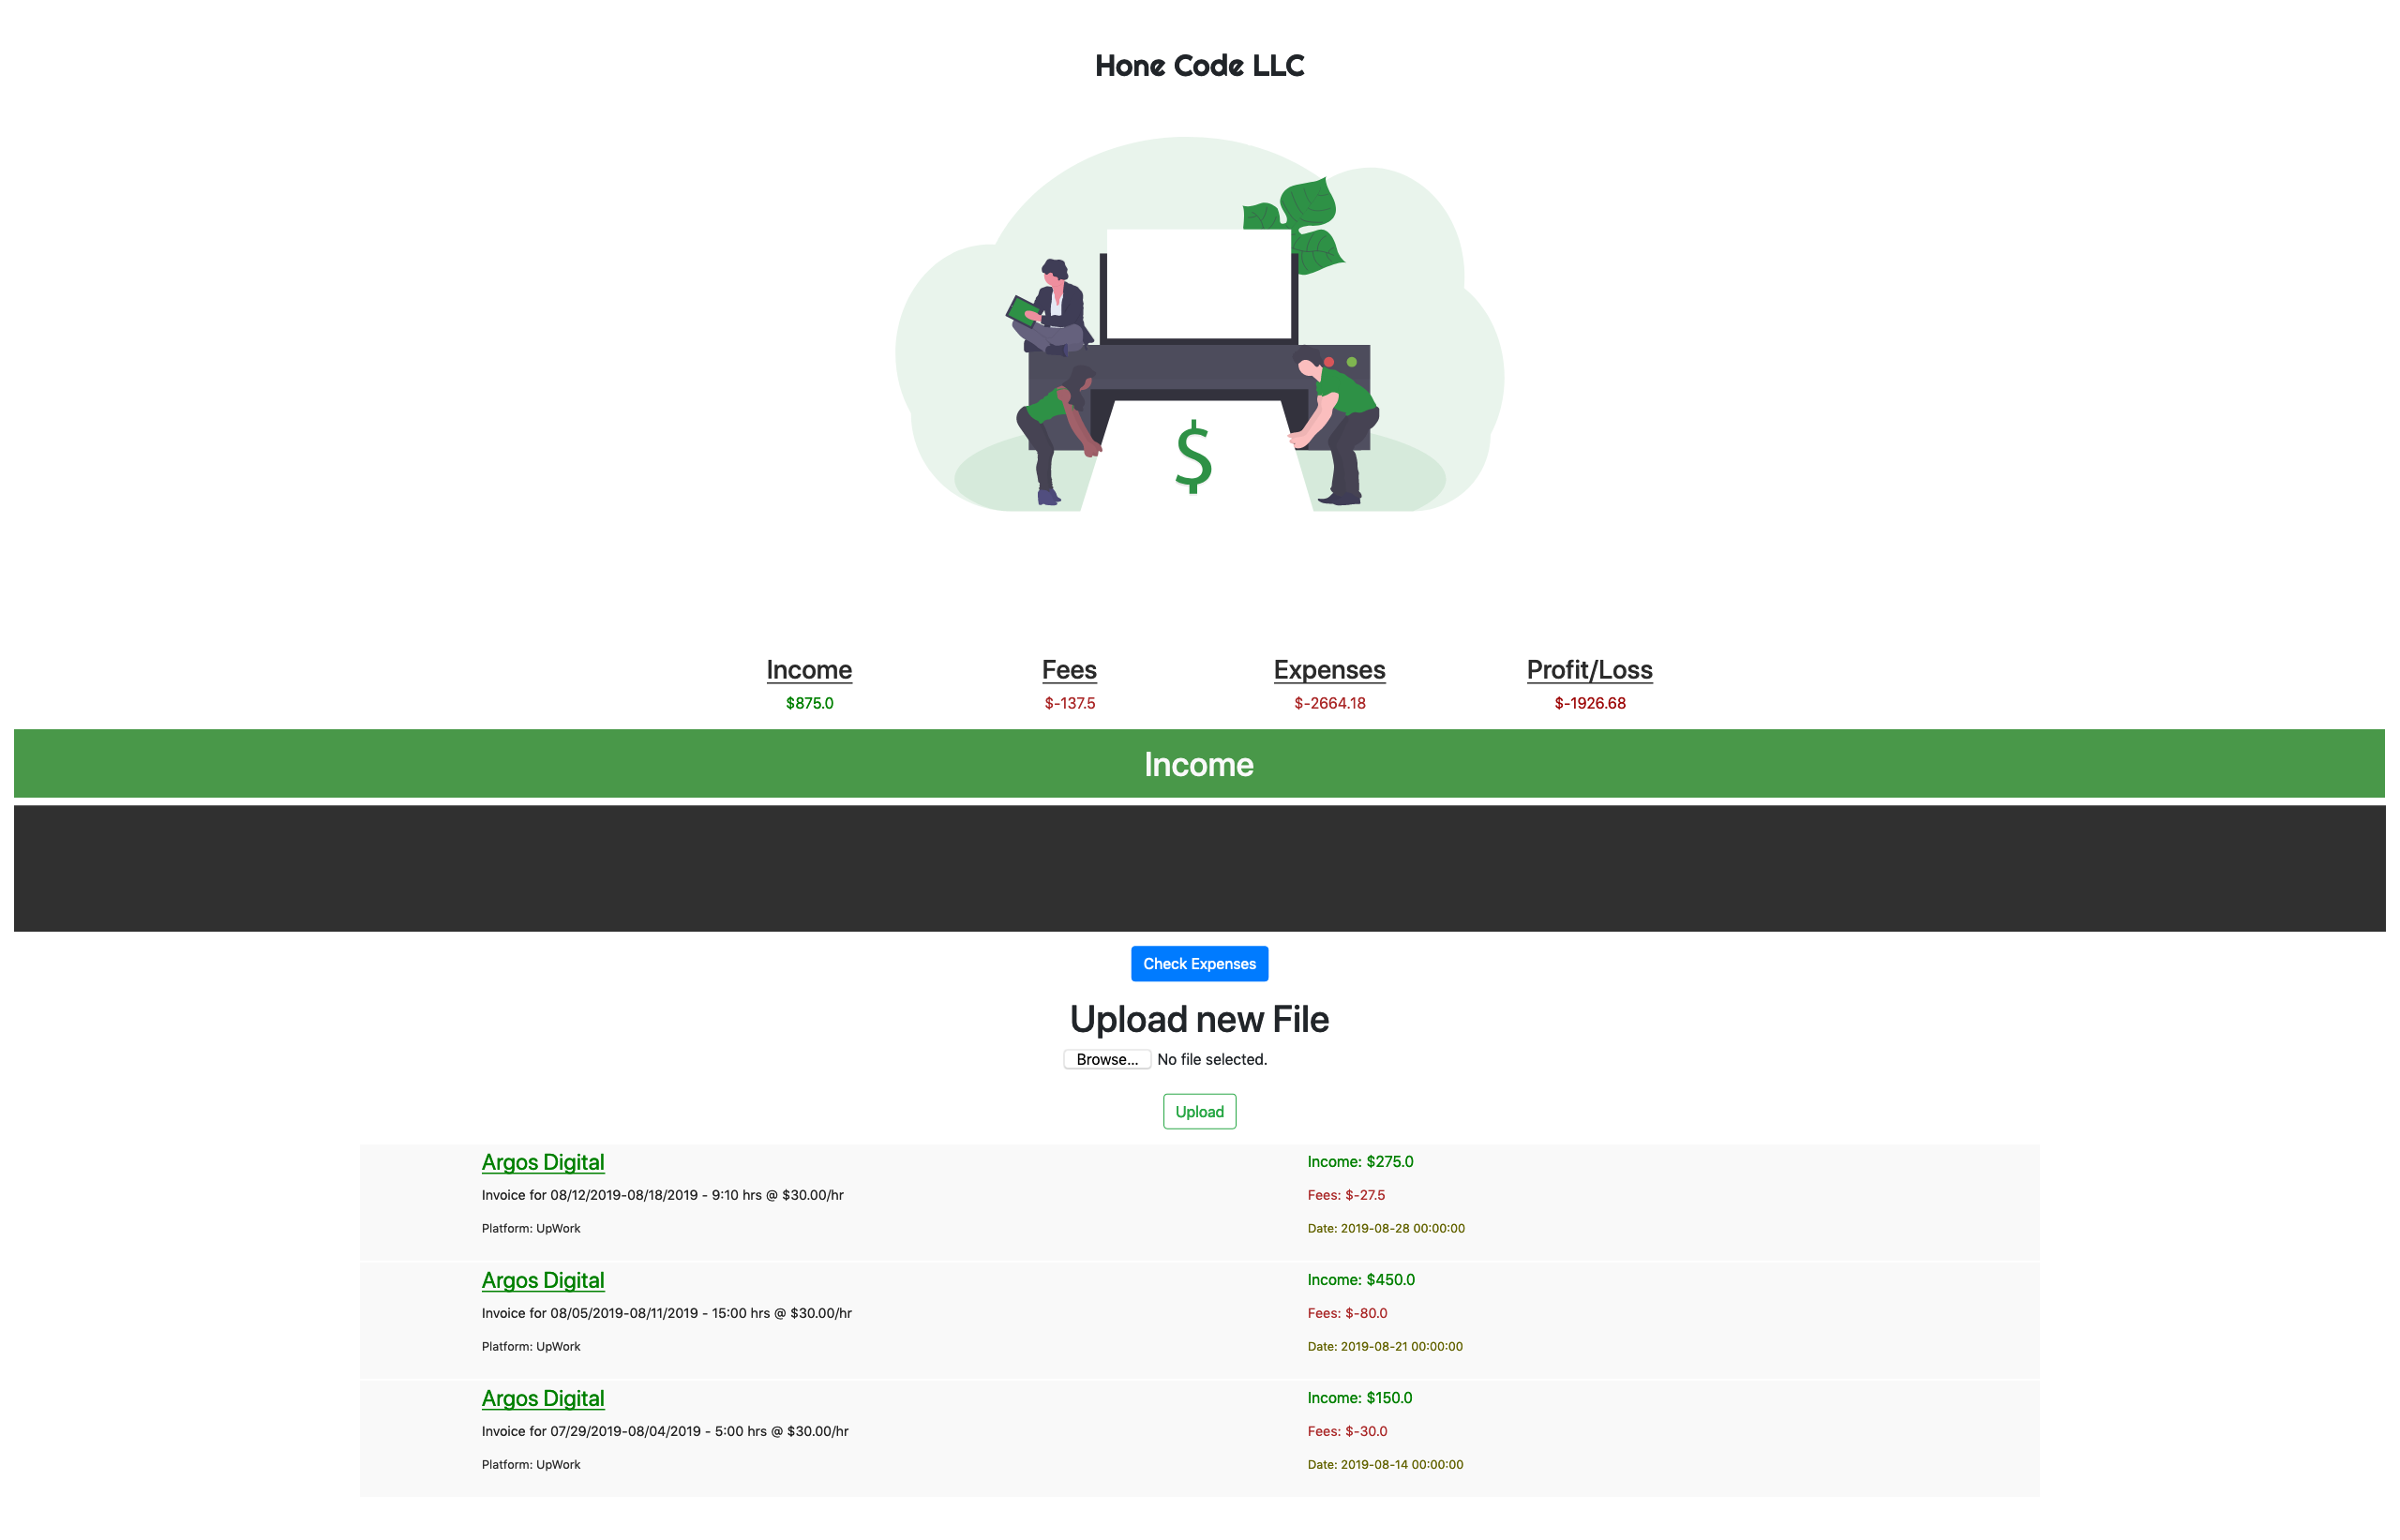 Hone Code LLC
$
Income Fees Expenses Profit/Loss
$875.0 $-137.5 $-2664.18 $-1926.68
Income
Check Expenses
Upload new File
Browse... No file selected.
Upload
Argos Digital Income: $275.0
Invoice for 08/12/2019-08/18/2019 - 9:10 hrs @ $30.00/hr Fees: $-27.5
Platform: UpWork Date: 2019-08-28 00:00:00
Argos Digital Income: $450.0
Invoice for 08/05/2019-08/11/2019 - 15:00 hrs @ $30.00/hr Fees: $-80.0
Platform: UpWork Date: 2019-08-21 00:00:00
Argos Digital Income: $150.0
Invoice for 07/29/2019-08/04/2019 - 5:00 hrs @ $30.00/hr Fees: $-30.0
Platform: UpWork Date: 2019-08-14 00:00:00